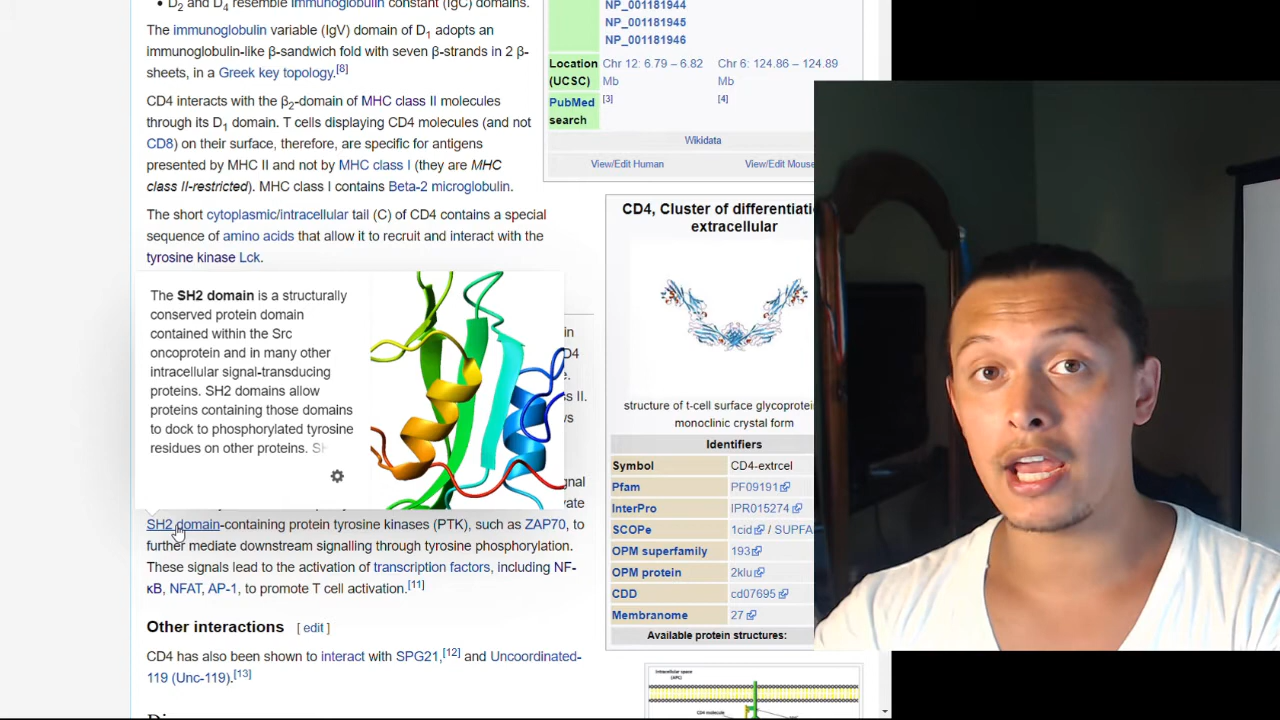 • D2 and D4 resemble immunoglobulin constant (IgC) domains.
The immunoglobulin variable (IgV) domain of D1 adopts an
immunoglobulin-like β-sandwich fold with seven β-strands in 2 β-
sheets, in a Greek key topology.[8]
CD4 interacts with the β2-domain of MHC class II molecules
through its D1 domain. T cells displaying CD4 molecules (and not
CD8) on their surface, therefore, are specific for antigens
presented by MHC II and not by MHC class I (they are MHC
class II-restricted). MHC class I contains Beta-2 microglobulin.
The short cytoplasmic/intracellular tail (C) of CD4 contains a special
sequence of amino acids that allow it to recruit and interact with the
tyrosine kinase Lck.
The SH2 domain is a structurally
conserved protein domain
contained within the Src
oncoprotein and in many other
intracellular signal-transducing
proteins. SH2 domains allow
proteins containing those domains
to dock to phosphorylated tyrosine
residues on other proteins. SH
SH2 domain-containing protein tyrosine kinases (PTK), such as ZAP70, to
further mediate downstream signalling through tyrosine phosphorylation.
These signals lead to the activation of transcription factors, including NF-
κB, NFAT, AP-1, to promote T cell activation.[11]
Other interactions [ edit ]
CD4 has also been shown to interact with SPG21,[12] and Uncoordinated-
119 (Unc-119).[13]
NP_001181944
NP_001181945
NP_001181946
Location (UCSC)
Chr 12: 6.79 – 6.82 Mb
Chr 6: 124.86 – 124.89 Mb
PubMed search
[3]
[4]
Wikidata
View/Edit Human
View/Edit Mouse
CD4, Cluster of differentiati
extracellular
structure of t-cell surface glycoprotein
monoclinic crystal form
Identifiers
Symbol CD4-extrcel
Pfam PF09191
InterPro IPR015274
SCOPe 1cid / SUPFA
OPM superfamily 193
OPM protein 2klu
CDD cd07695
Membranome 27
Available protein structures:
Intracellular space
(APC)
CD4 molecule